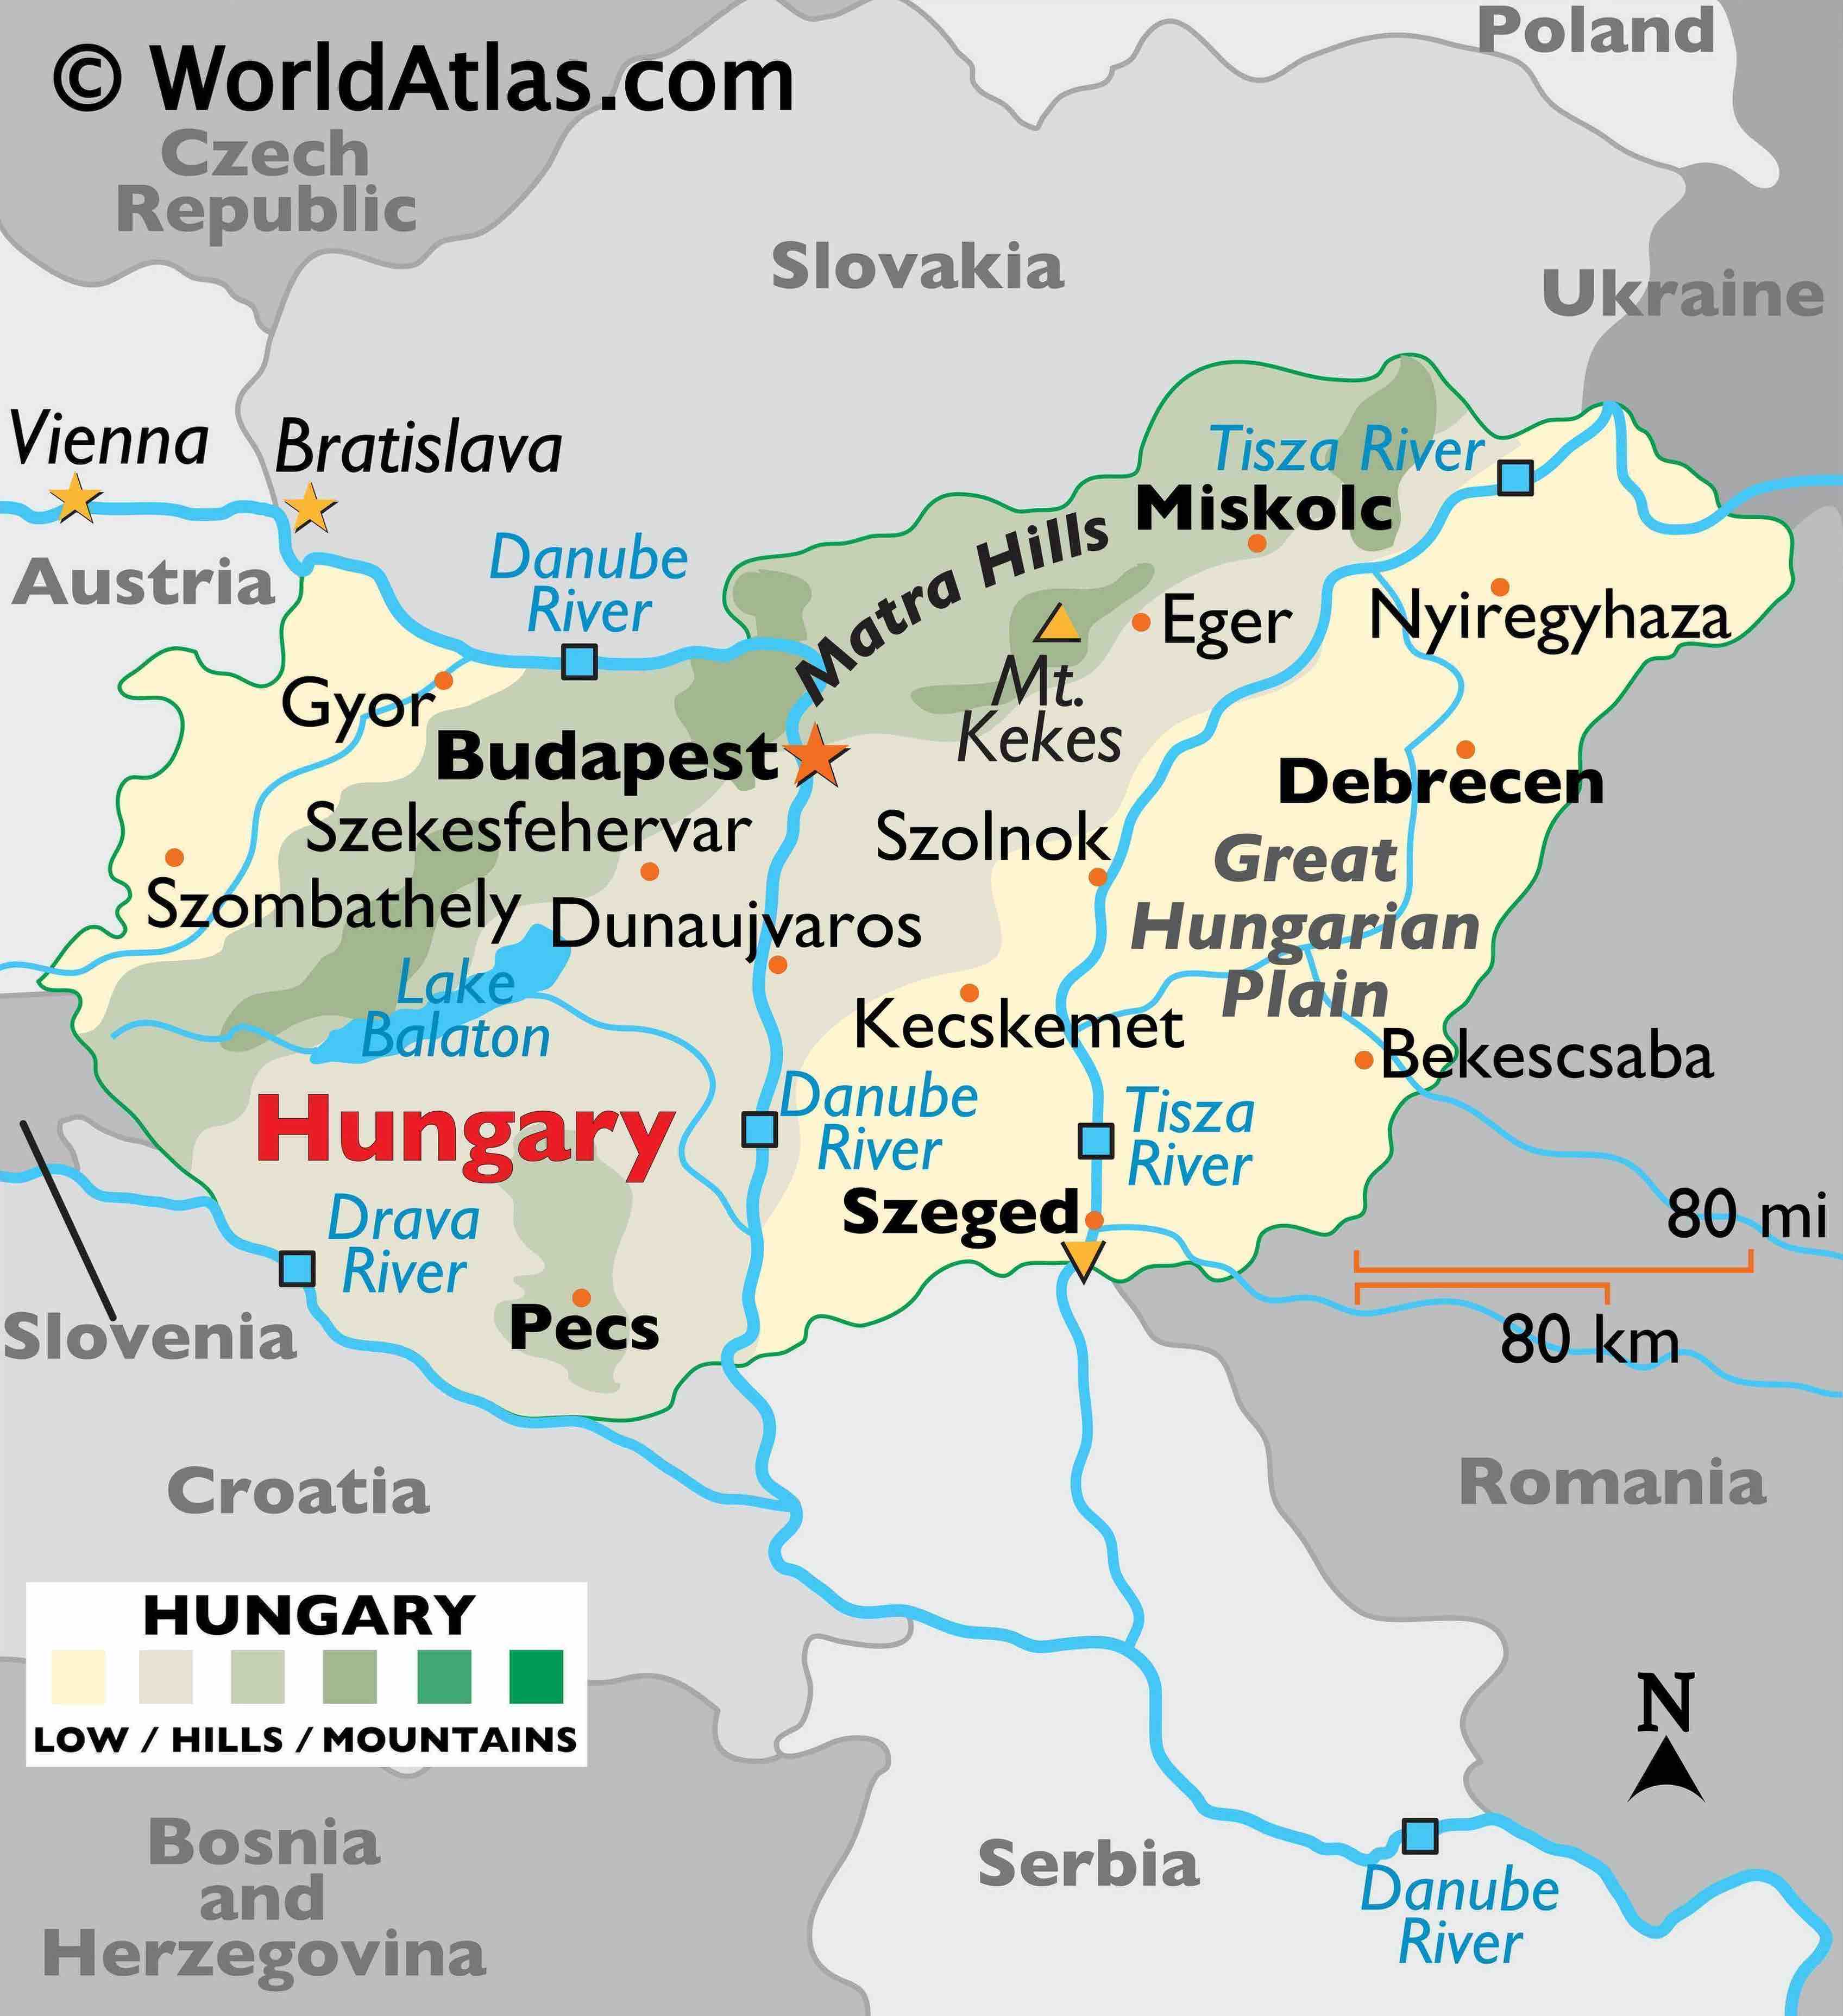 © WorldAtlas.com
Poland
Czech
Republic
Slovakia
Ukraine
Vienna
Bratislava
Tisza River
Miskolc
Danube
River
Austria
Matra Hills
Eger
Nyiregyhaza
Mt.
Kekes
Gyor
Budapest
Debrecen
Szekesfehervar
Szolnok
Great
Hungarian
Plain
Szombathely
Dunaujvaros
Lake
Balaton
Kecskemet
Bekescsaba
Hungary
Danube
River
Tisza
River
Drava
River
Szeged
80 mi
80 km
Slovenia
Pecs
Croatia
Romania
HUNGARY
LOW / HILLS / MOUNTAINS
N
Bosnia
and
Herzegovina
Serbia
Danube
River